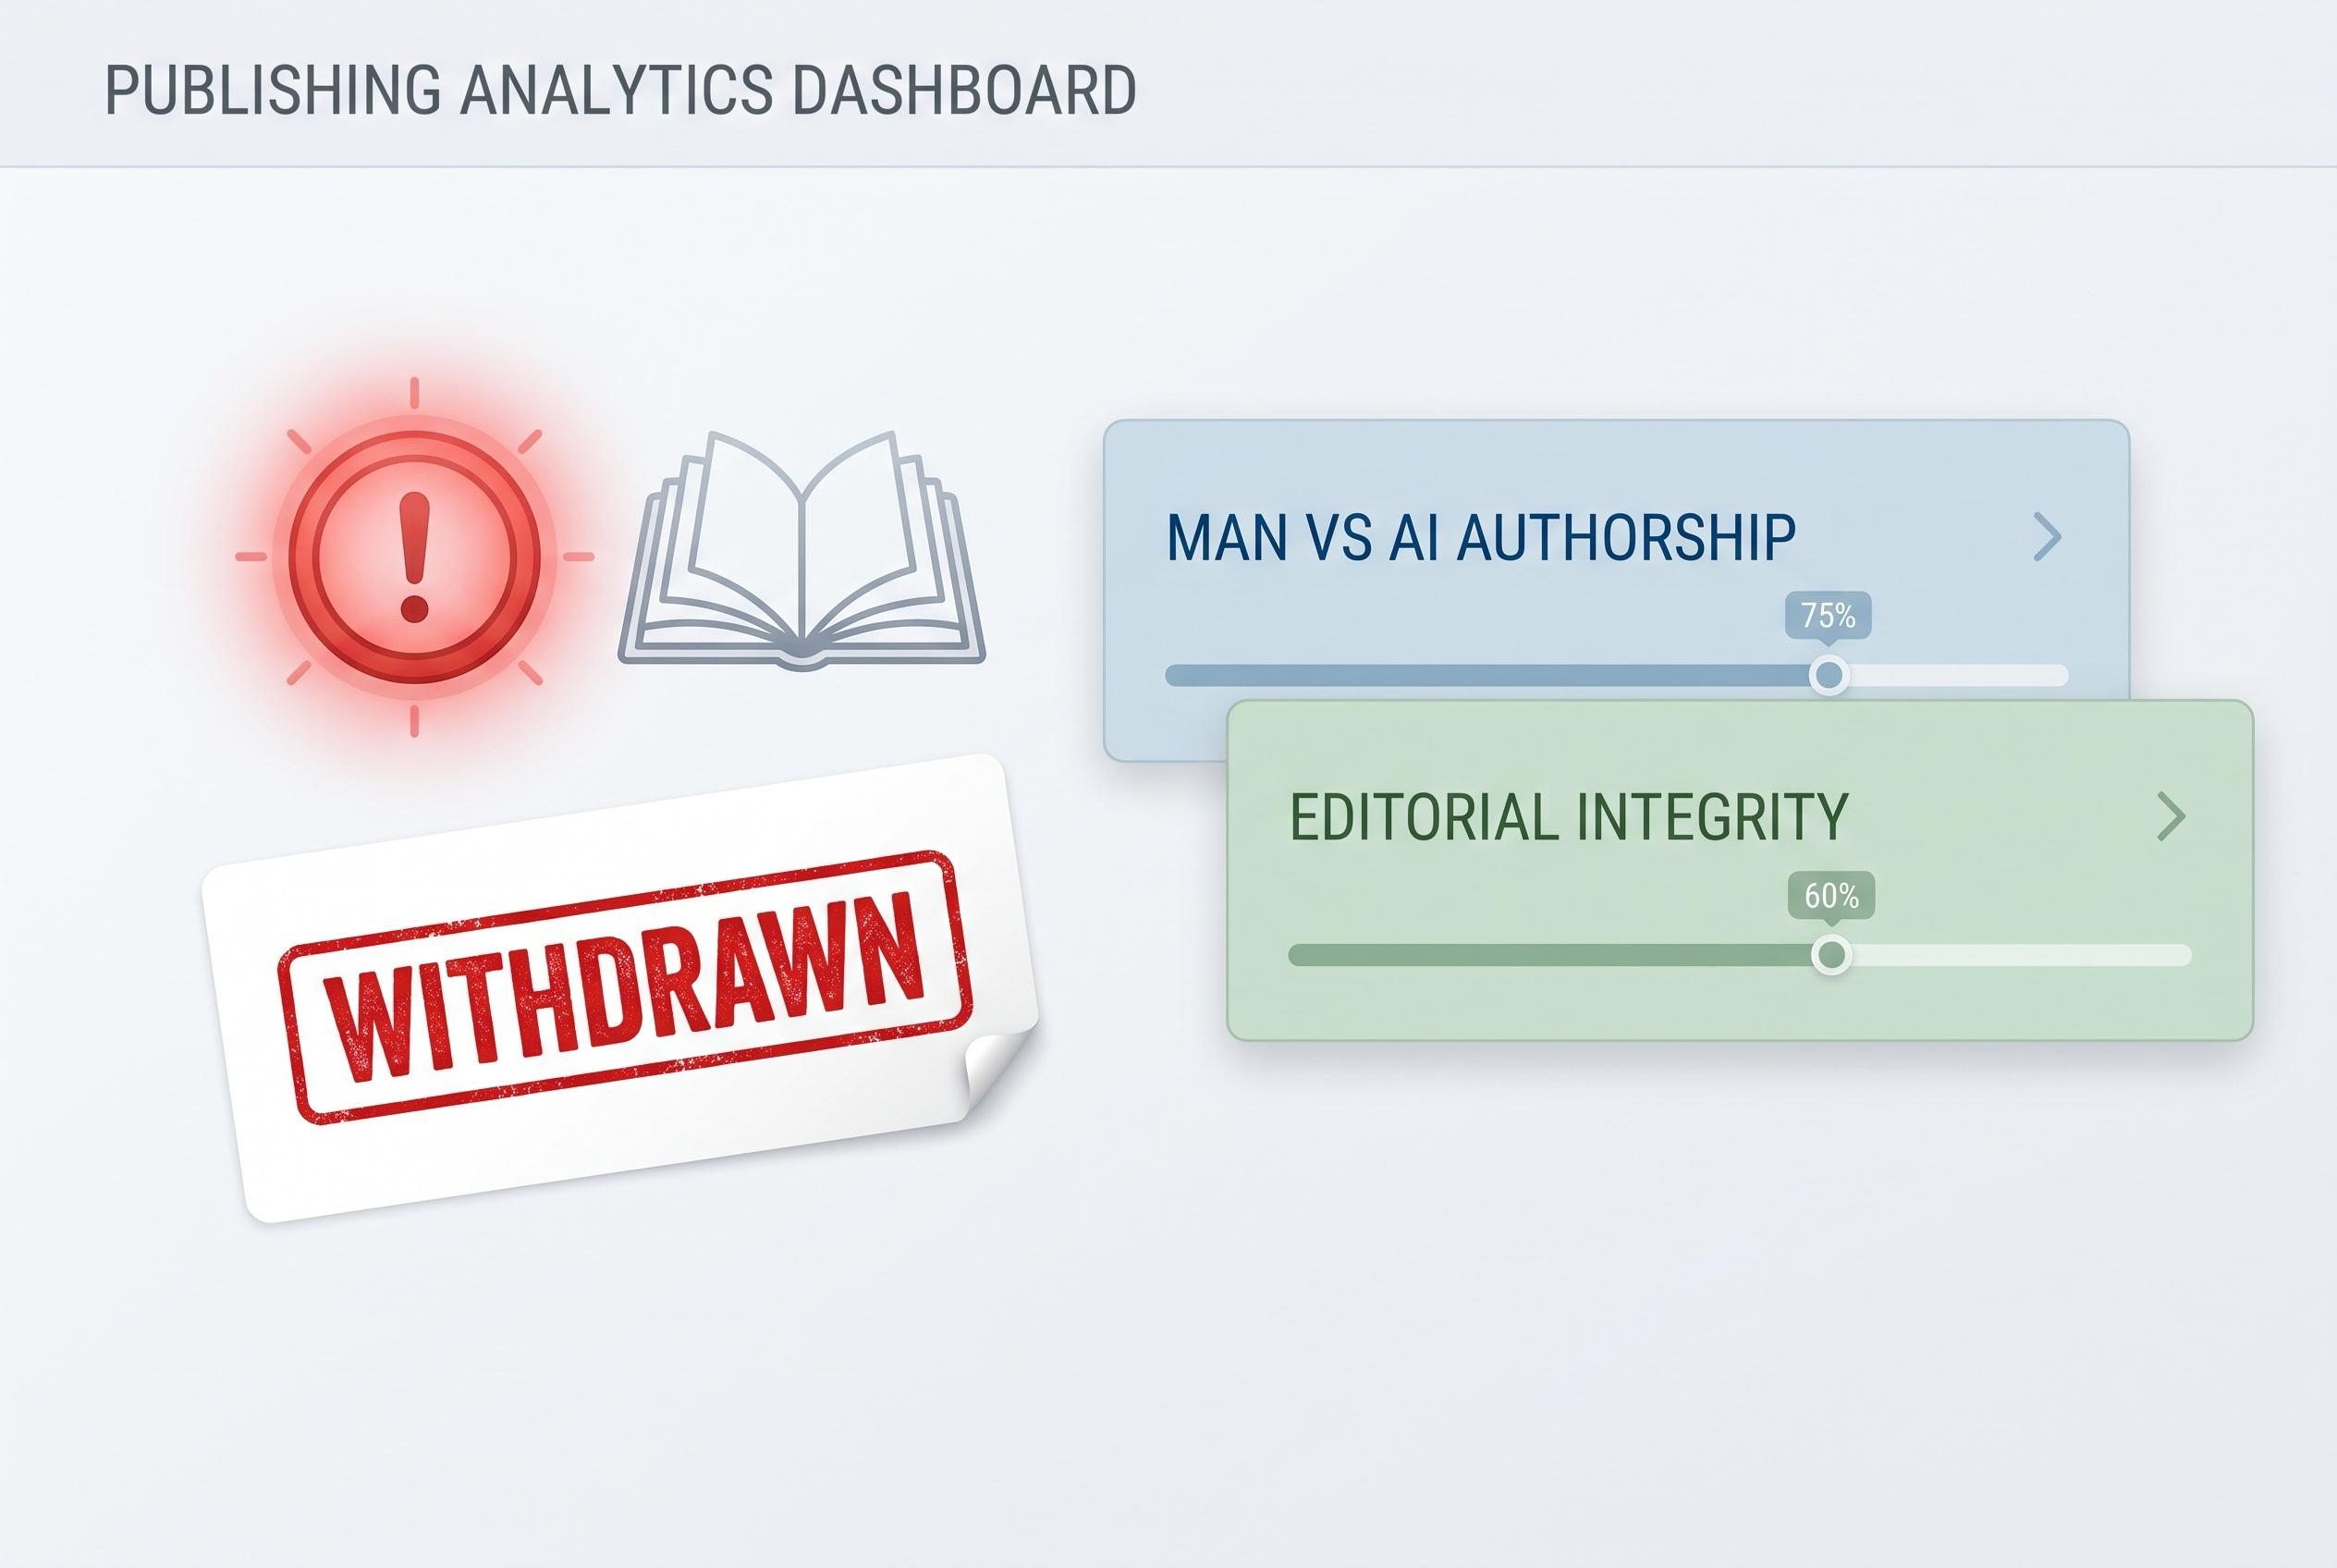 PUBLISHING ANALYTICS DASHBOARD
MAN VS AI AUTHORSHIP
75%
EDITORIAL INTEGRITY
60%
WITHDRAWN